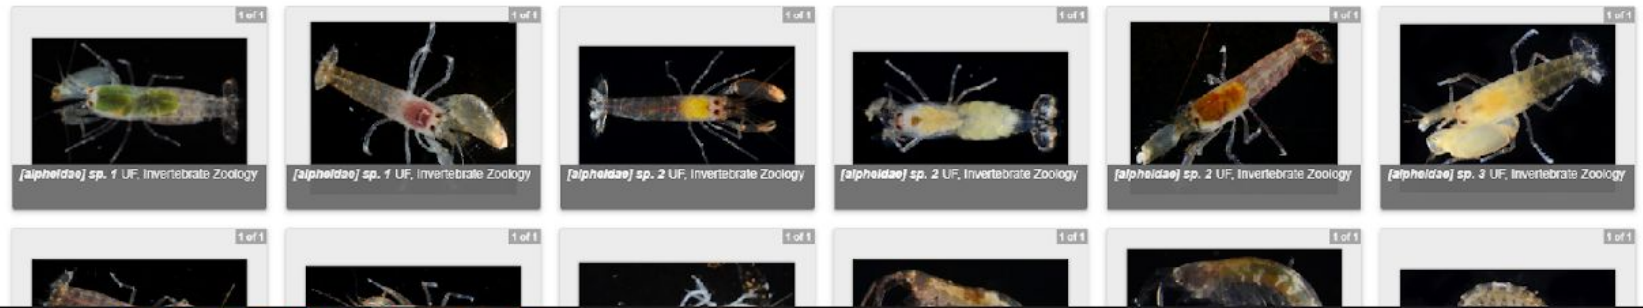 1 of 1
1 of 1
1 of 1
1 of 1
1 of 1
1 of 1
[alpheidae] sp. 1 UF, Invertebrate Zoology
[alpheidae] sp. 1 UF, Invertebrate Zoology
[alpheidae] sp. 2 UF, Invertebrate Zoology
[alpheidae] sp. 2 UF, Invertebrate Zoology
[alpheidae] sp. 2 UF, Invertebrate Zoology
[alpheidae] sp. 3 UF, Invertebrate Zoology
1 of 1
1 of 1
1 of 1
1 of 1
1 of 1
1 of 1